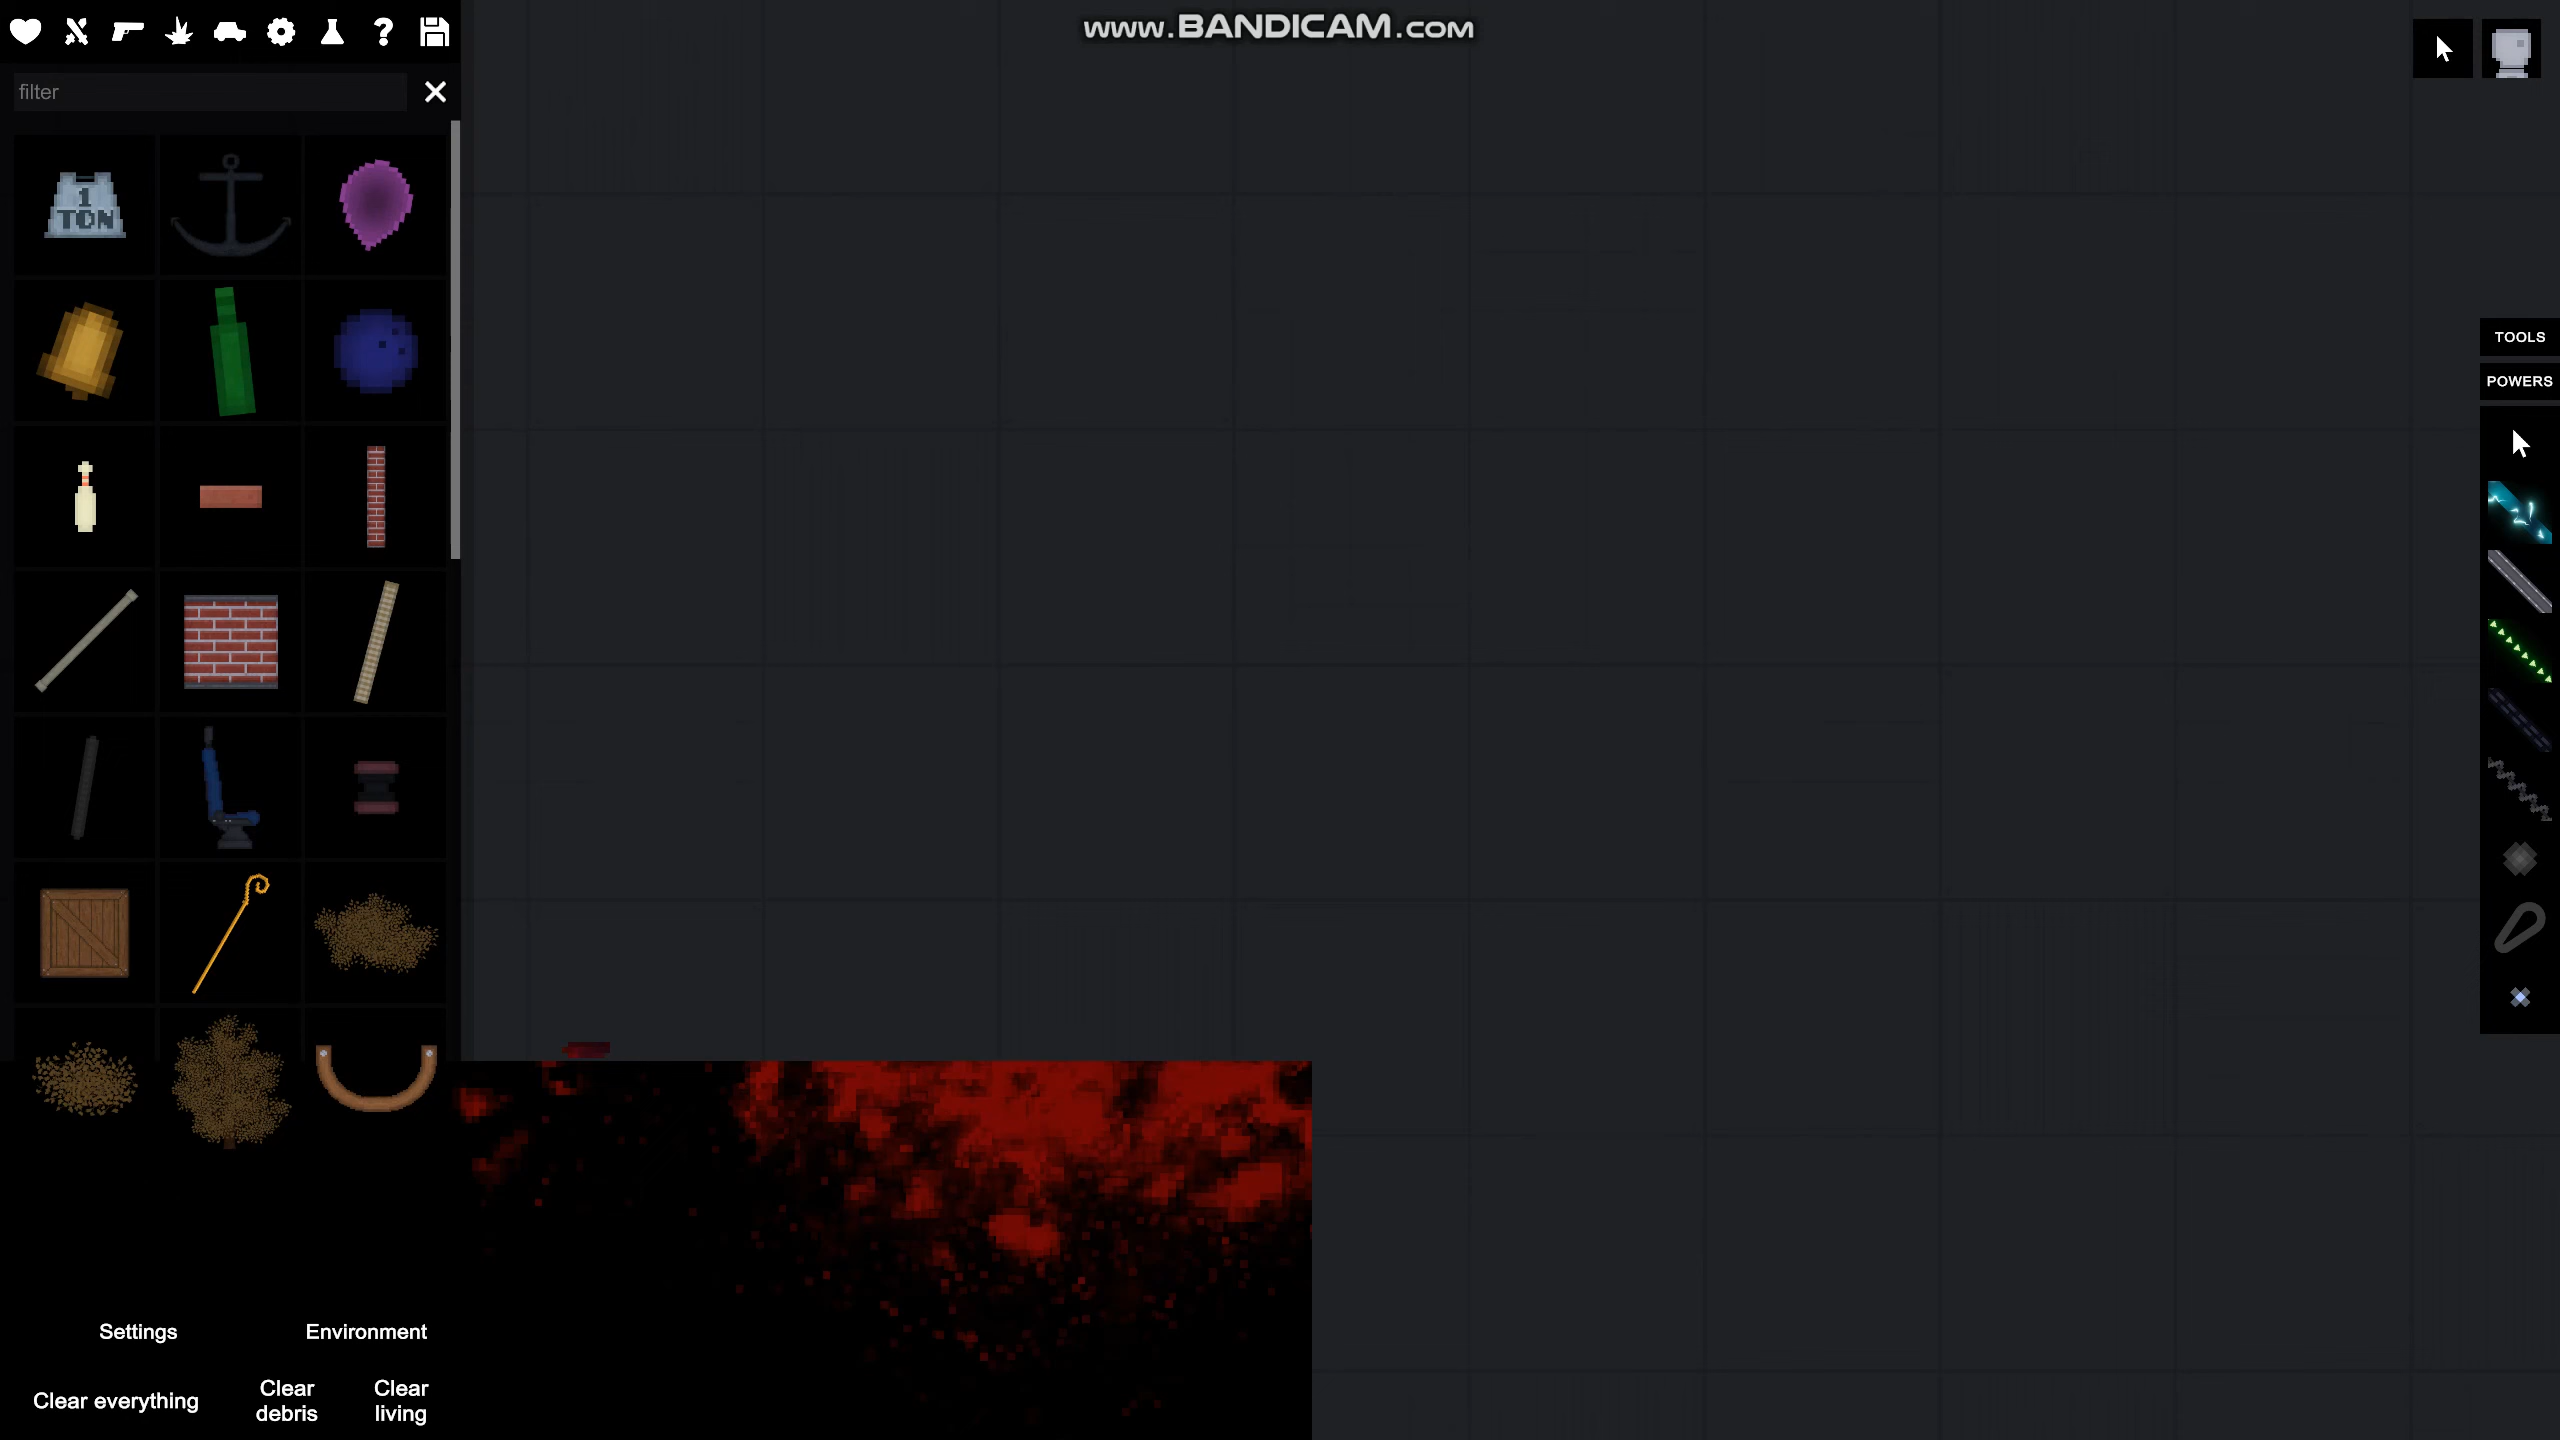 www.BANDICAM.com
filter
1
TON
TOOLS
POWERS
Settings
Environment
Clear everything
Clear
debris
Clear
living